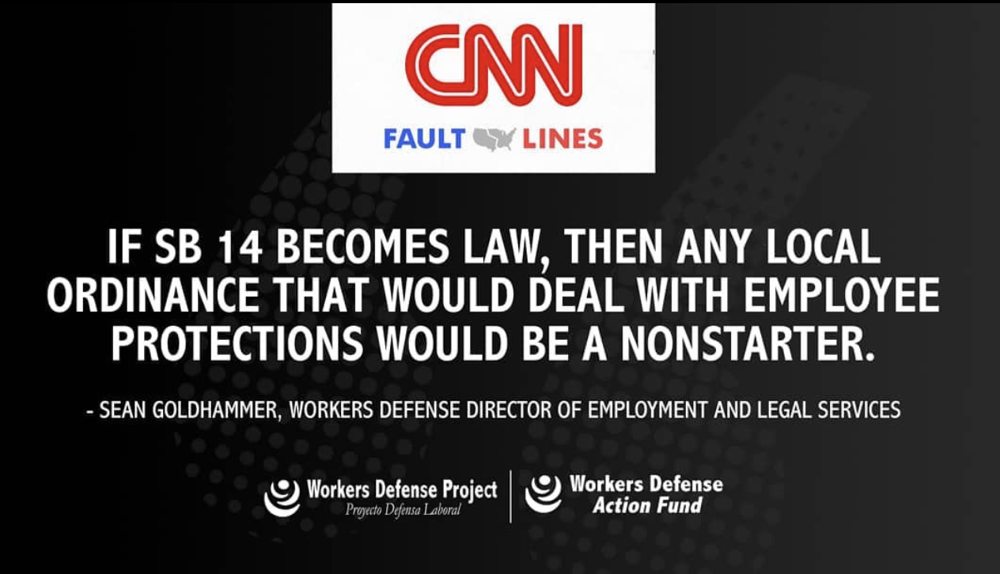 CNN
FAULT LINES
IF SB 14 BECOMES LAW, THEN ANY LOCAL
ORDINANCE THAT WOULD DEAL WITH EMPLOYEE
PROTECTIONS WOULD BE A NONSTARTER.
- SEAN GOLDHAMMER, WORKERS DEFENSE DIRECTOR OF EMPLOYMENT AND LEGAL SERVICES
Workers Defense Project
Proyecto Defensa Laboral
Workers Defense
Action Fund